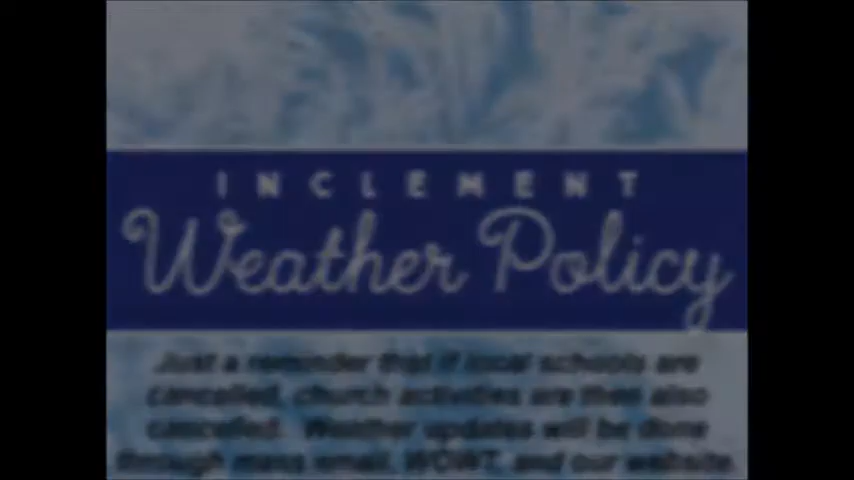 INCLEMENT
Weather Policy
Just a reminder that if local schools are
cancelled, church activities are then also
cancelled. Weather updates will be done
through mass email, WOWT, and our website.